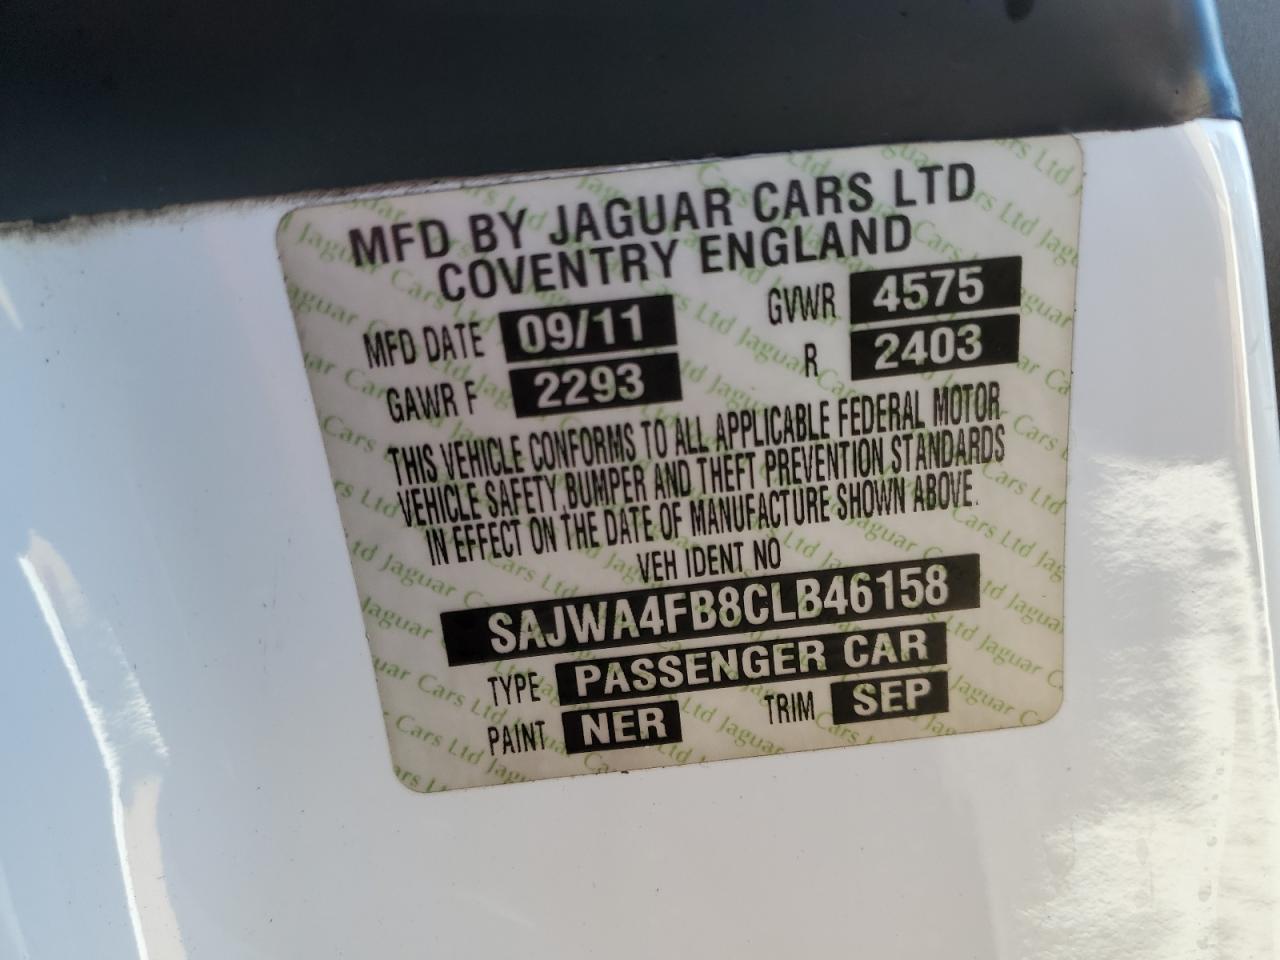 MFD BY JAGUAR CARS LTD
COVENTRY ENGLAND
MFD DATE 09/11 GVWR 4575
GAWR F 2293 R 2403
THIS VEHICLE CONFORMS TO ALL APPLICABLE FEDERAL MOTOR
VEHICLE SAFETY, BUMPER AND THEFT PREVENTION STANDARDS
IN EFFECT ON THE DATE OF MANUFACTURE SHOWN ABOVE.
VEH IDENT NO
SAJWA4FB8CLB46158
TYPE PASSENGER CAR
PAINT NER TRIM SEP